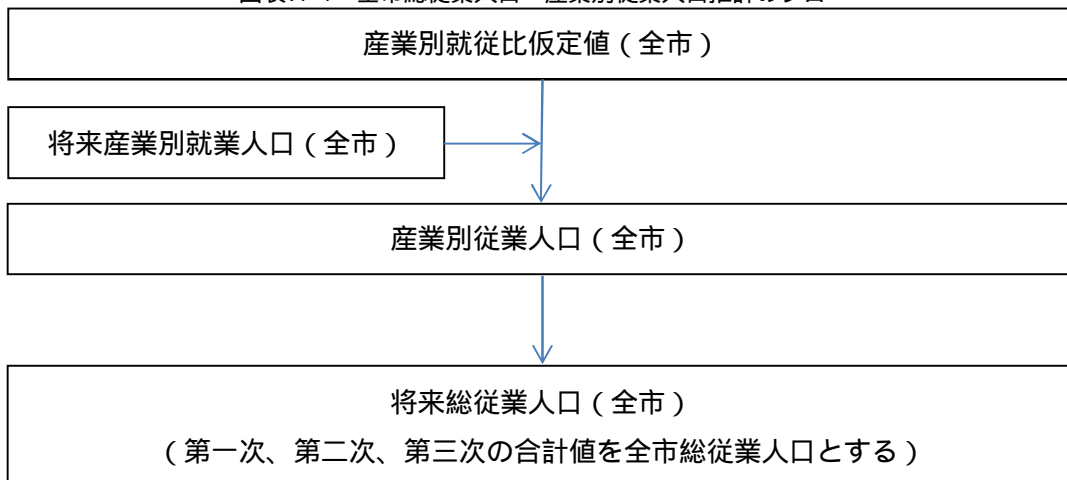 産業別就従比仮定値(全市)
将来産業別就業人口(全市)
産業別従業人口(全市)
将来総従業人口(全市)
(第一次、第二次、第三次の合計値を全市総従業人口とする)